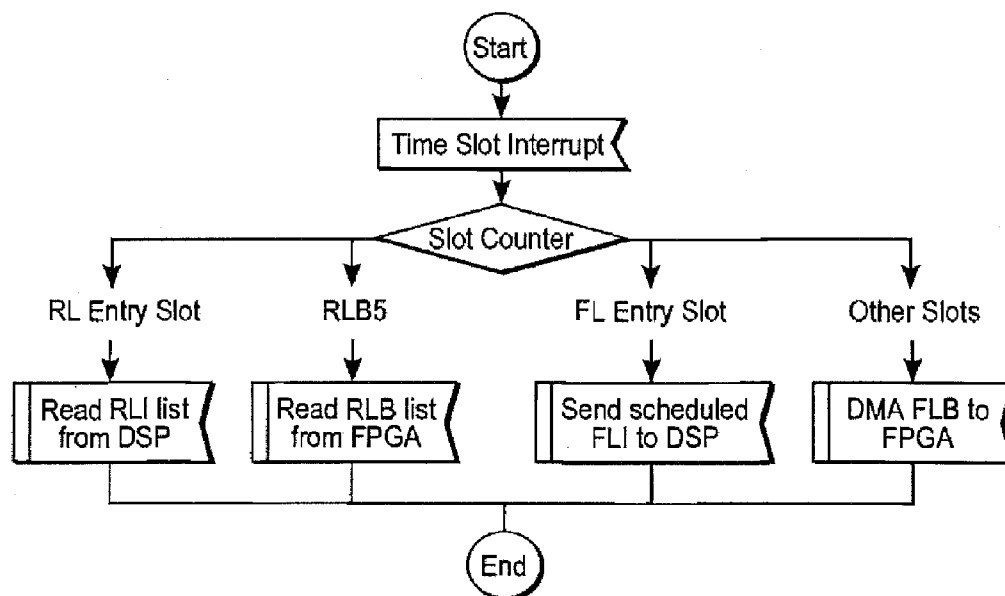 Start
Time Slot Interrupt
Slot Counter
RL Entry Slot
RLB5
FL Entry Slot
Other Slots
Read RLI list
from DSP
Read RLB list
from FPGA
Send scheduled
FLI to DSP
DMA FLB to
FPGA
End